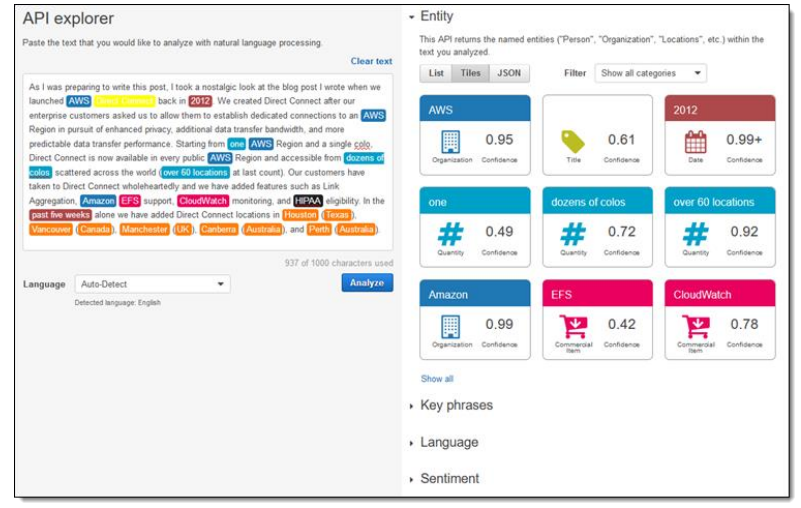 API explorer
Paste the text that you would like to analyze with natural language processing.
Clear text
As I was preparing to write this post, I took a nostalgic look at the blog post I wrote when we
launched AWS Direct Connect back in 2012. We created Direct Connect after our
enterprise customers asked us to allow them to establish dedicated connections to an AWS
Region in pursuit of enhanced privacy, additional data transfer bandwidth, and more
predictable data transfer performance. Starting from one AWS Region and a single colo,
Direct Connect is now available in every public AWS Region and accessible from dozens of
colos scattered across the world (over 60 locations at last count). Our customers have
taken to Direct Connect wholeheartedly and we have added features such as Link
Aggregation, Amazon EFS support, CloudWatch monitoring, and HIPAA eligibility. In the
past five weeks alone we have added Direct Connect locations in Houston (Texas),
Vancouver (Canada), Manchester (UK), Canberra (Australia), and Perth (Australia).
937 of 1000 characters used
Language Auto-Detect Analyze
Detected language: English
Entity
This API returns the named entities ("Person", "Organization", "Locations", etc.) within the
text you analyzed.
List Tiles JSON Filter Show all categories
AWS 2012
0.95 0.61 0.99+
Organization Confidence Title Confidence Date Confidence
one dozens of colos over 60 locations
# 0.49 # 0.72 # 0.92
Quantity Confidence Quantity Confidence Quantity Confidence
Amazon EFS CloudWatch
0.99 0.42 0.78
Organization Confidence Commercial Item Confidence Commercial Item Confidence
Show all
Key phrases
Language
Sentiment